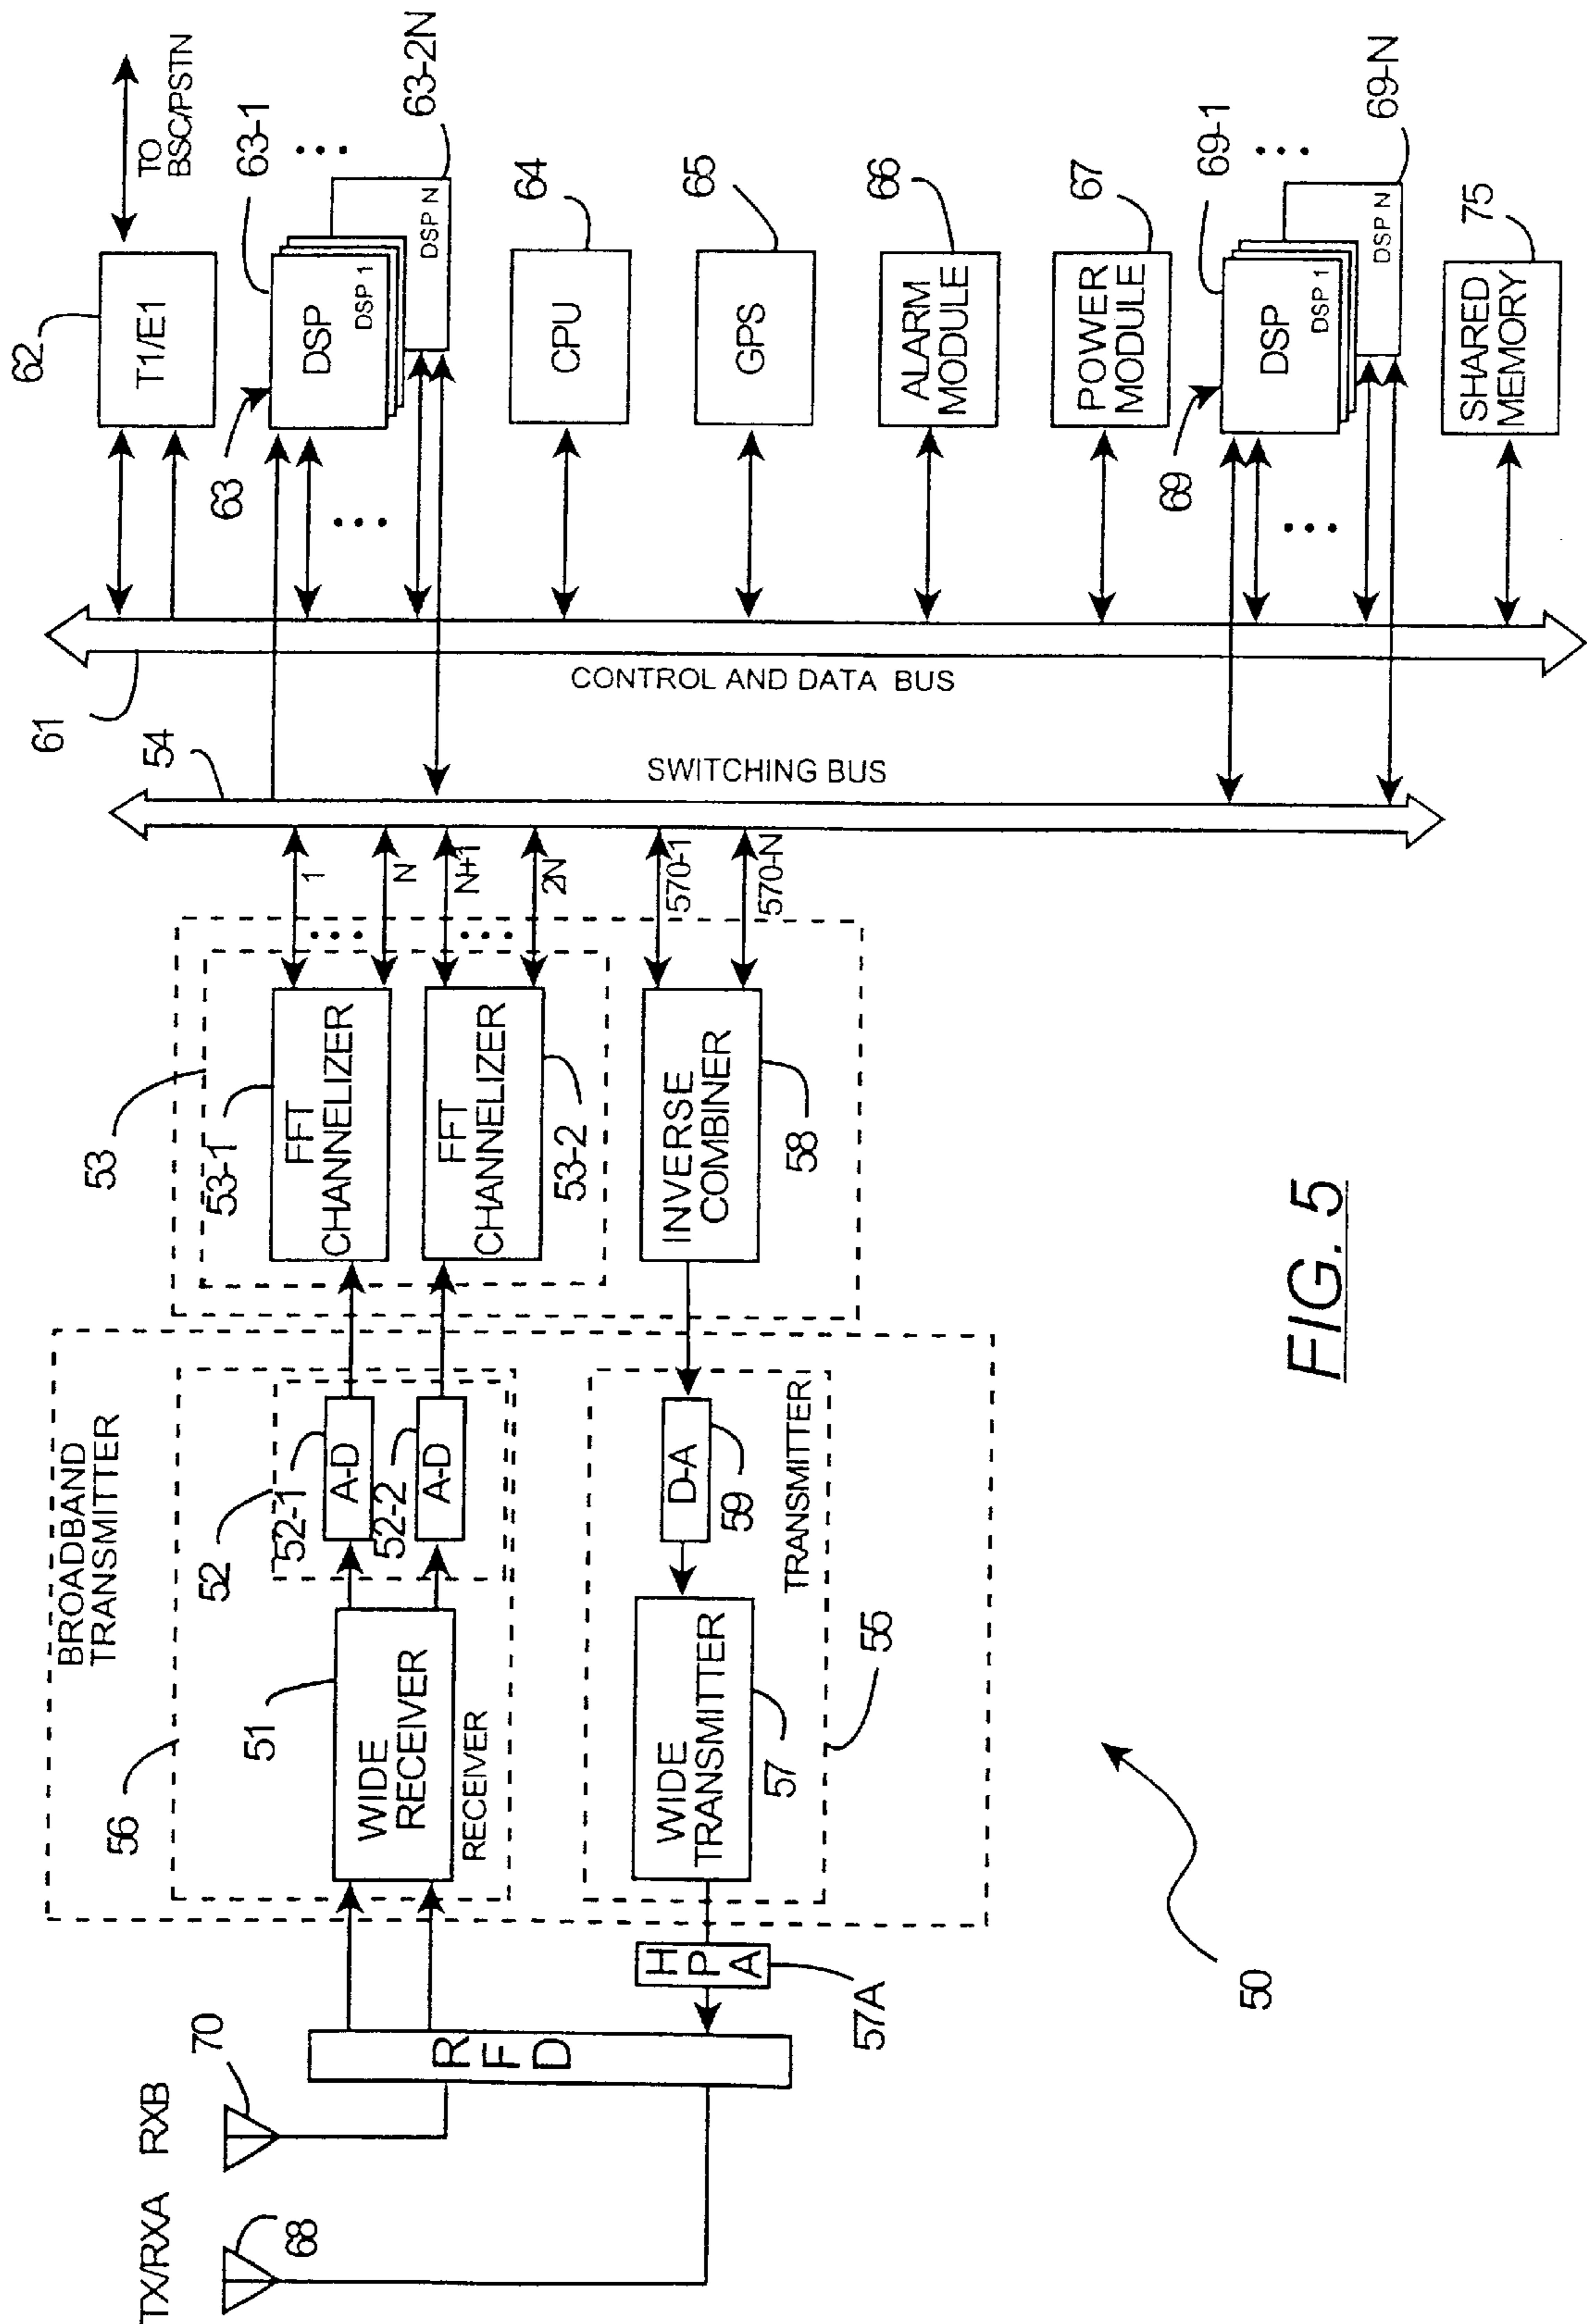 TX/RXA
RXB
68
70
RFD
HPA
57A
BROADBAND
TRANSMITTER
56
51
WIDE
RECEIVER
RECEIVER
52
52-1
A-D
52-2
A-D
WIDE
TRANSMITTER
57
D-A
59
TRANSMITTER
55
53
53-1
FFT
CHANNELIZER
FFT
CHANNELIZER
53-2
INVERSE
COMBINER
58
1
...
N
N+1
...
2N
570-1
570-N
54
SWITCHING BUS
61
CONTROL AND DATA BUS
62
T1/E1
TO
BSC/PSTN
63
DSP
DSP 1
DSP N
63-1
...
63-2N
...
CPU
64
GPS
65
ALARM
MODULE
66
POWER
MODULE
67
69
DSP
DSP 1
DSP N
69-1
...
69-N
...
SHARED
MEMORY
75
50
FIG. 5